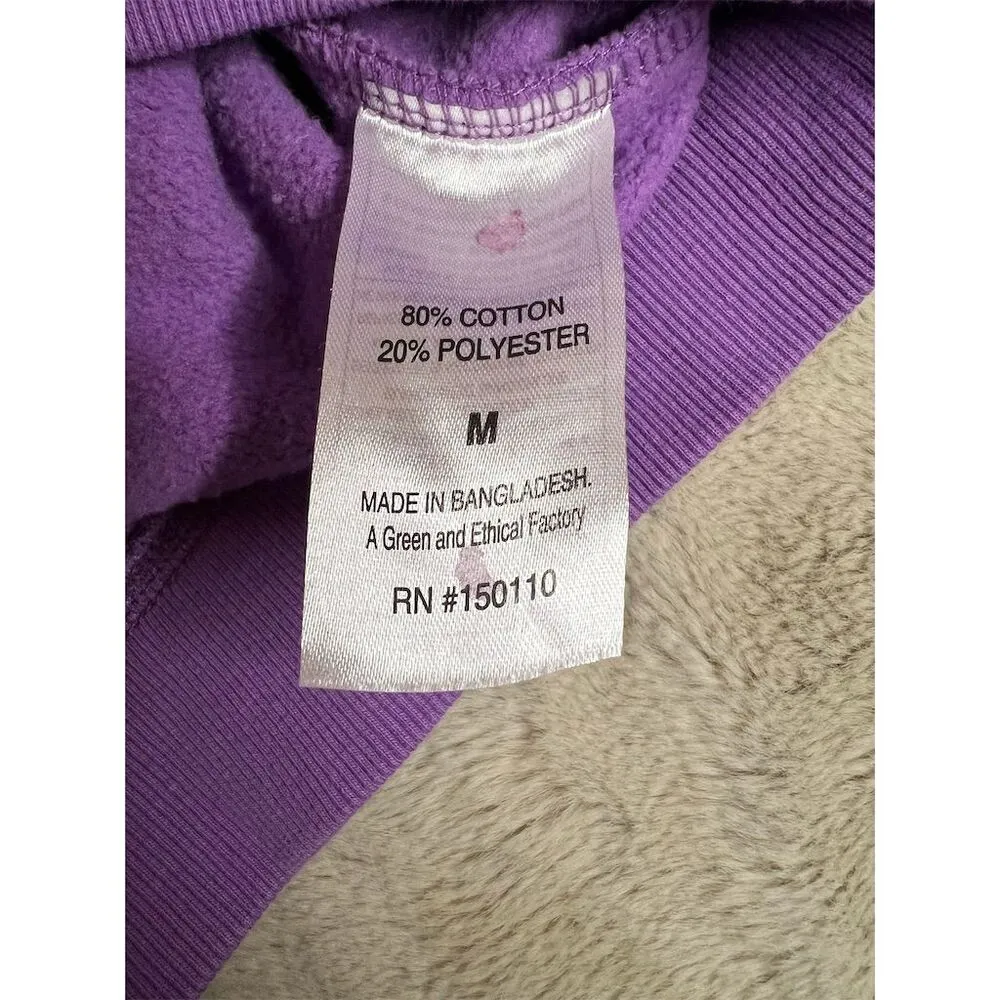 80% COTTON
20% POLYESTER
M
MADE IN BANGLADESH.
A Green and Ethical Factory
RN #150110